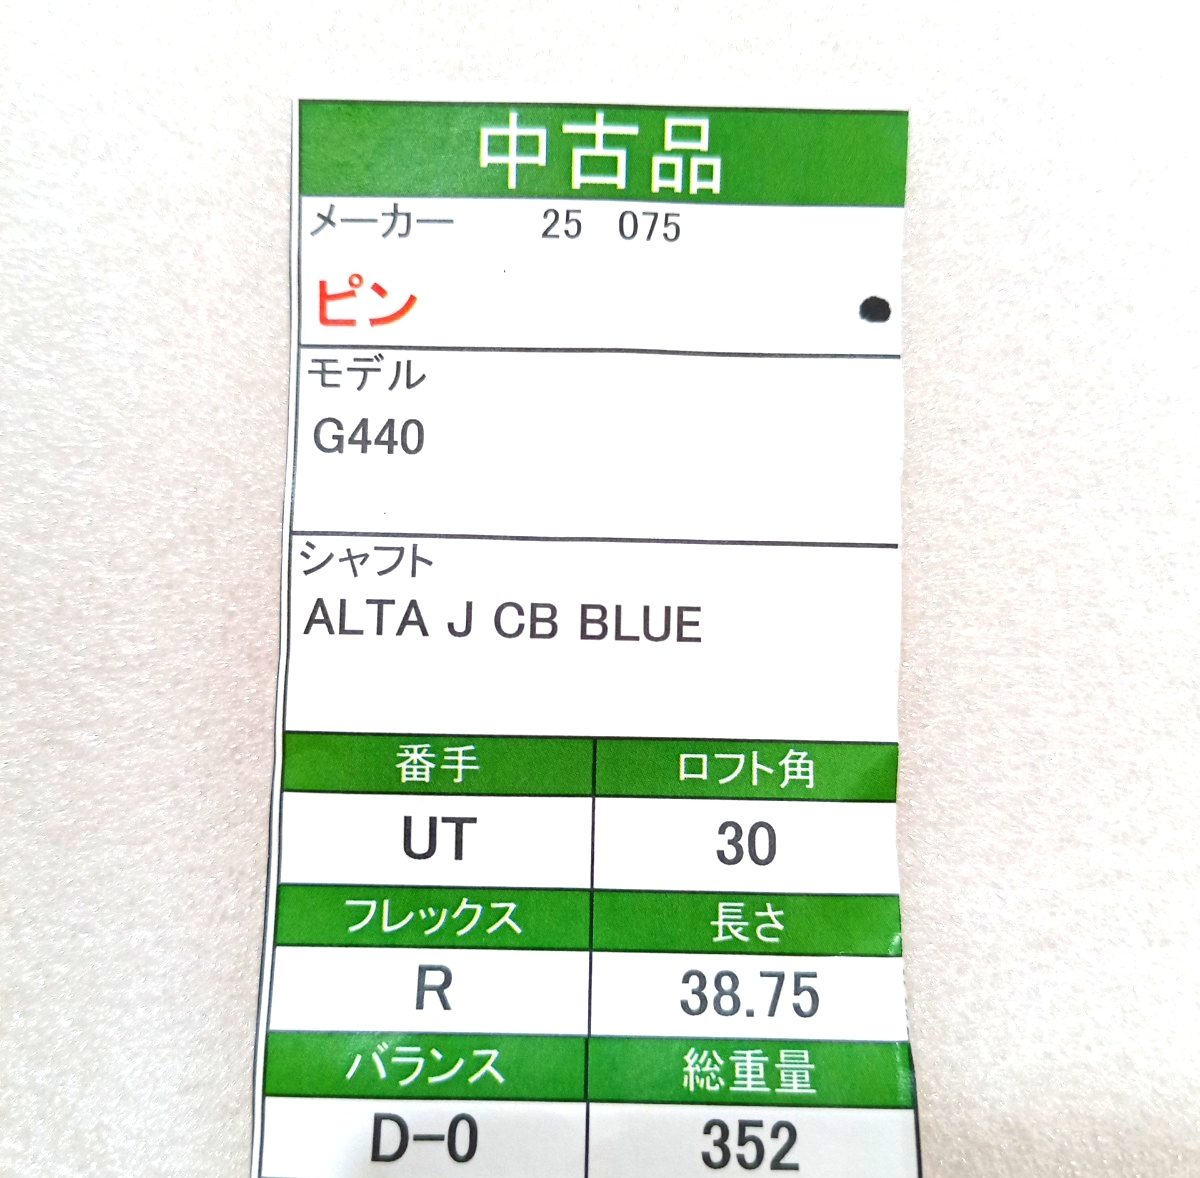 中古品
メーカー 25 075
ピン
モデル
G440
シャフト
ALTA J CB BLUE
番手 ロフト角
UT 30
フレックス 長さ
R 38.75
バランス 総重量
D-0 352